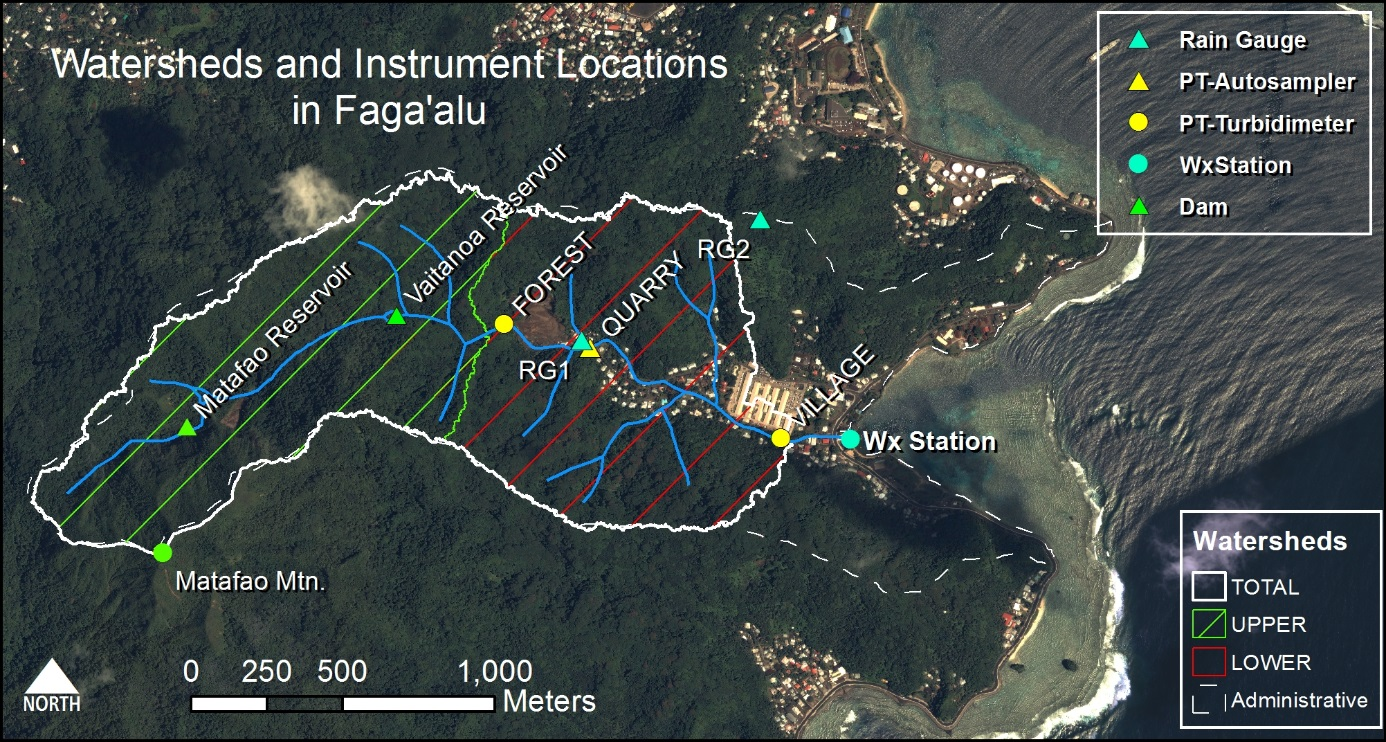 Watersheds and Instrument Locations
in Faga'alu
Rain Gauge
PT-Autosampler
PT-Turbidimeter
WxStation
Dam
Matafao Reservoir
Vaitanoa Reservoir
FOREST
QUARRY
RG2
RG1
VILLAGE
Wx Station
Matafao Mtn.
Watersheds
TOTAL
UPPER
LOWER
Administrative
NORTH
0 250 500 1,000
Meters